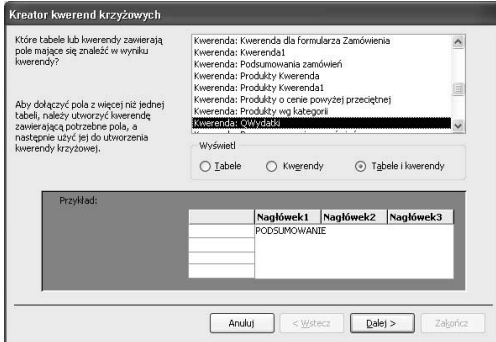 Kreator kwerend krzyżowych
Które tabele lub kwerendy zawierają
pole mające się znaleźć w wyniku
kwerendy?
Aby dołączyć pola z więcej niż jednej
tabeli, należy utworzyć kwerendę
zawierającą potrzebne pola, a
następnie użyć jej do utworzenia
kwerendy krzyżowej.
Kwerenda: Kwerenda dla formularza Zamówienia
Kwerenda: Kwerenda1
Kwerenda: Podsumowania zamówień
Kwerenda: Produkty Kwerenda
Kwerenda: Produkty Kwerenda1
Kwerenda: Produkty o cenie powyżej przeciętnej
Kwerenda: Produkty wg kategorii
Kwerenda: QWydatki
Wyświetl
Tabele
Kwerendy
Tabele i kwerendy
Przykład:
Nagłówek1 Nagłówek2 Nagłówek3
PODSUMOWANIE
Anuluj
< Wstecz
Dalej >
Zakończ